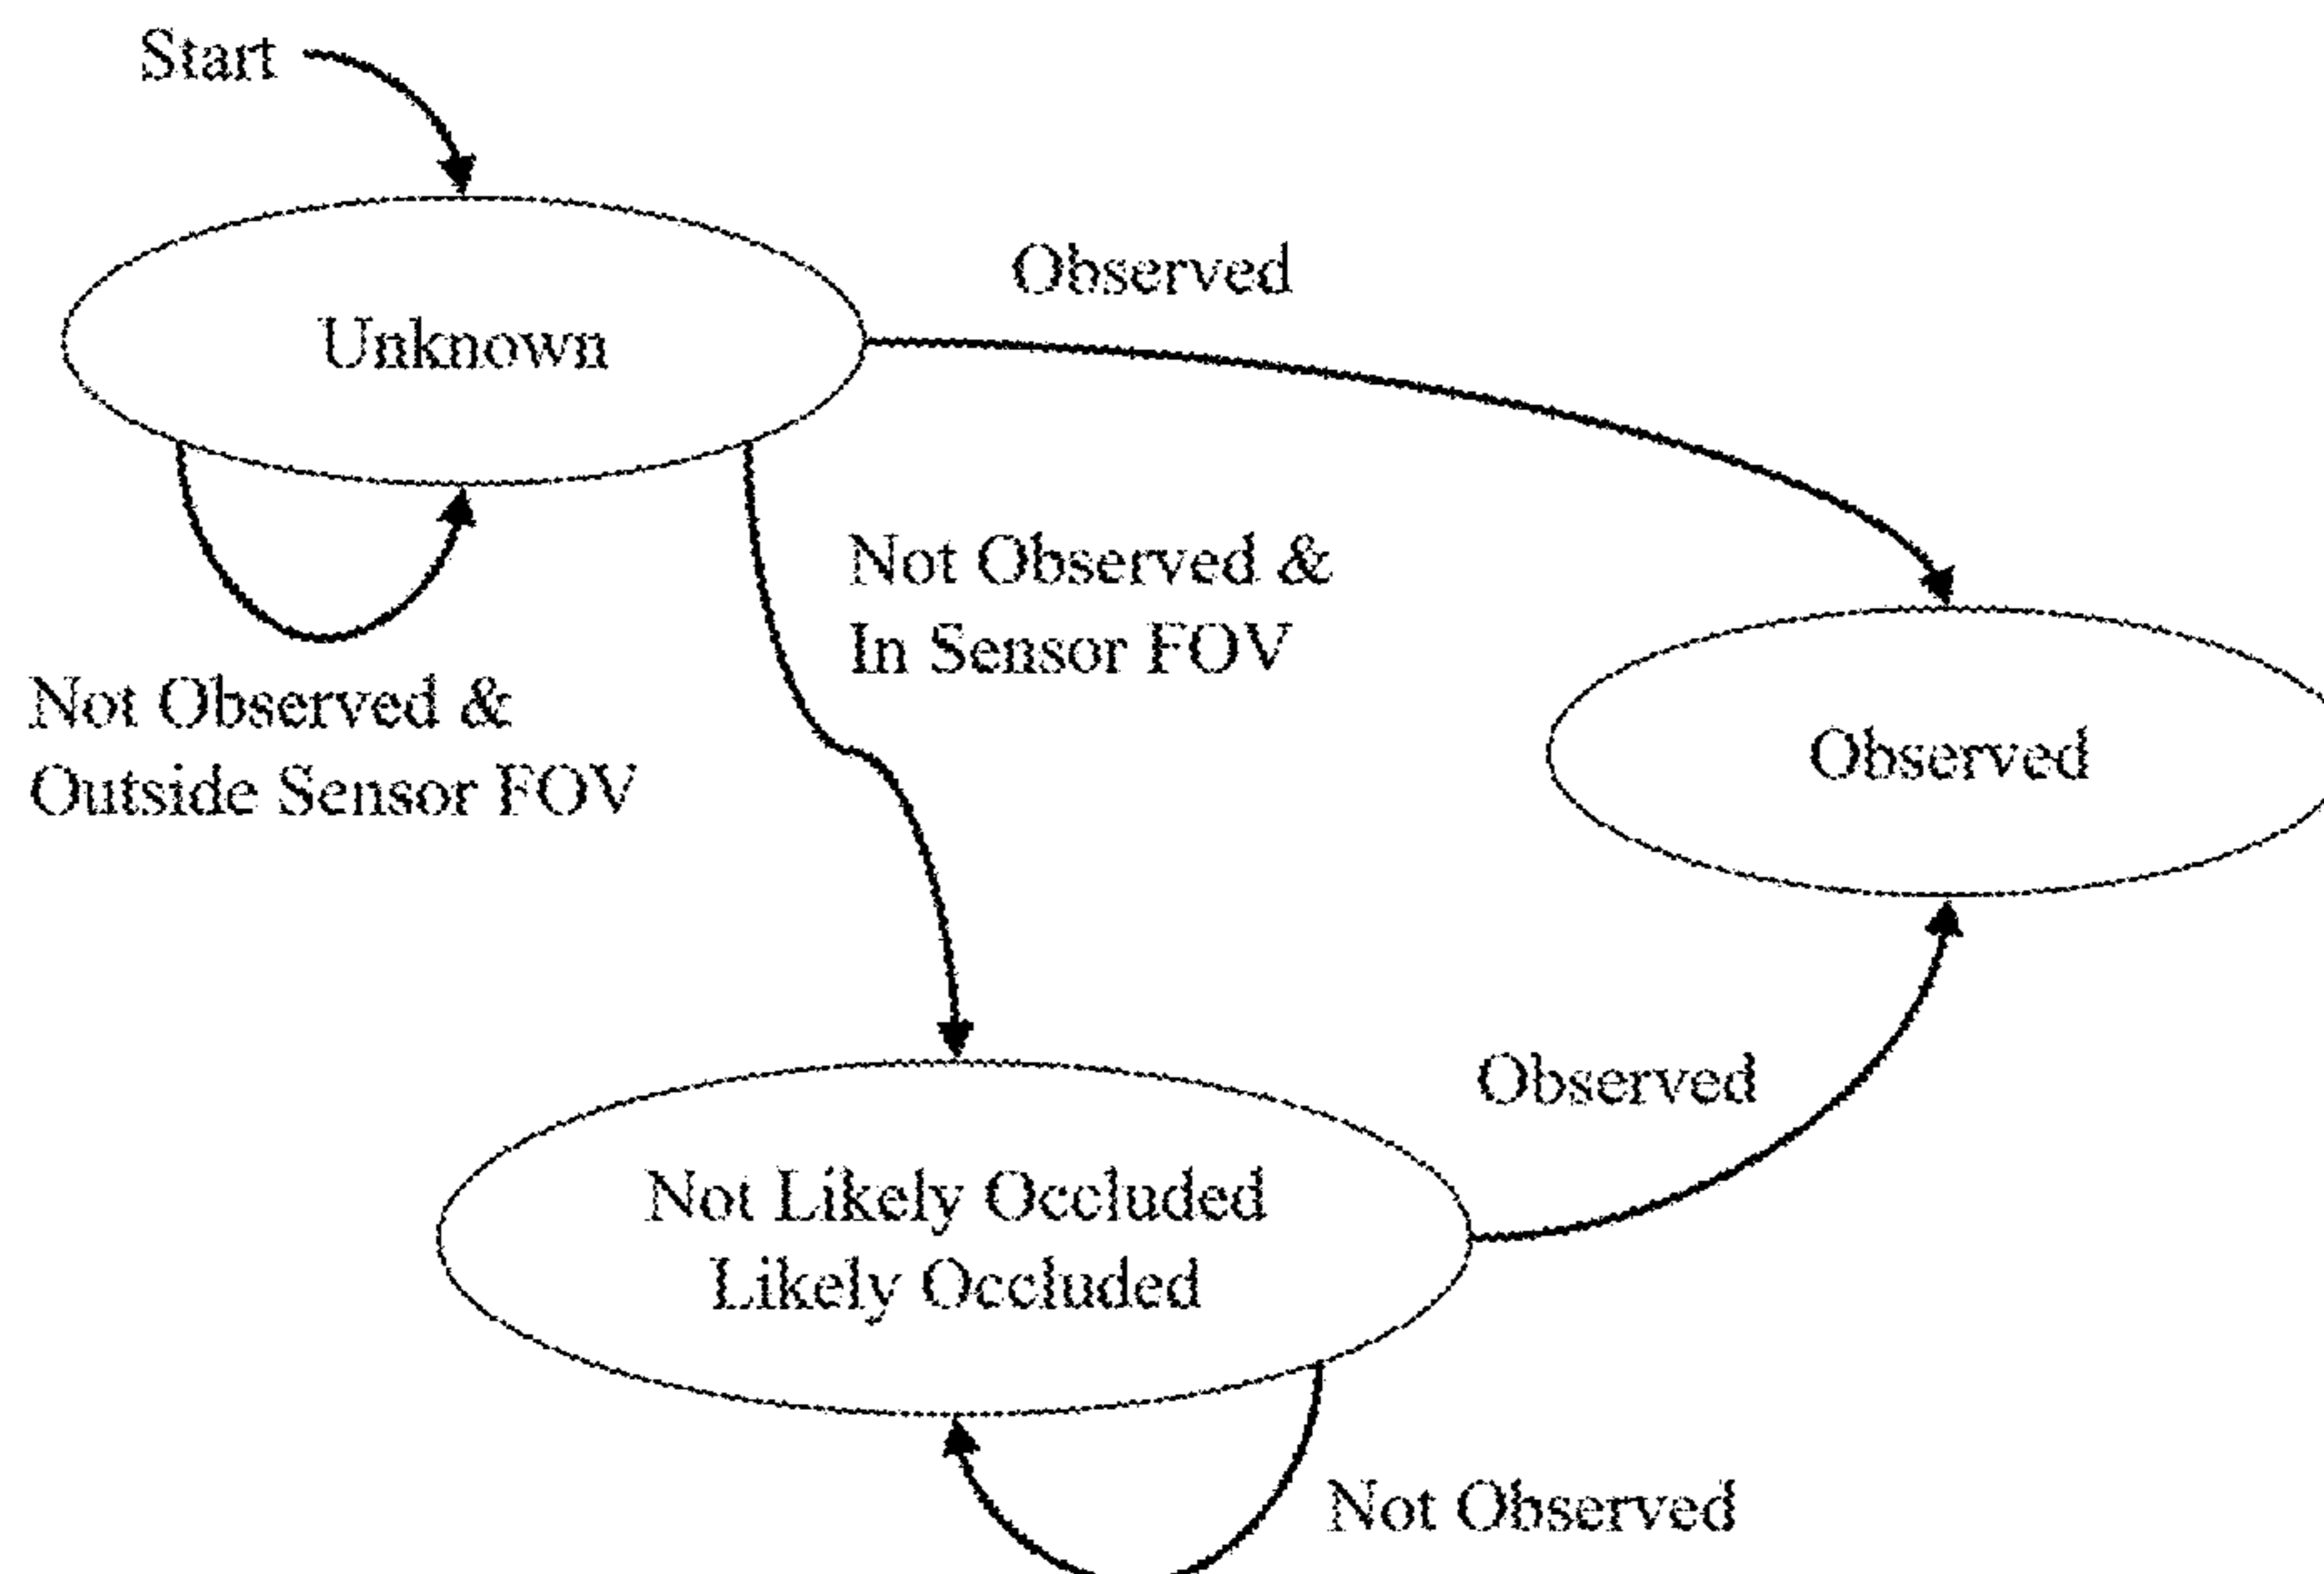 Start
Observed
Unknown
Not Observed &
In Sensor FOV
Not Observed &
Outside Sensor FOV
Observed
Observed
Not Likely Occluded
Likely Occluded
Not Observed